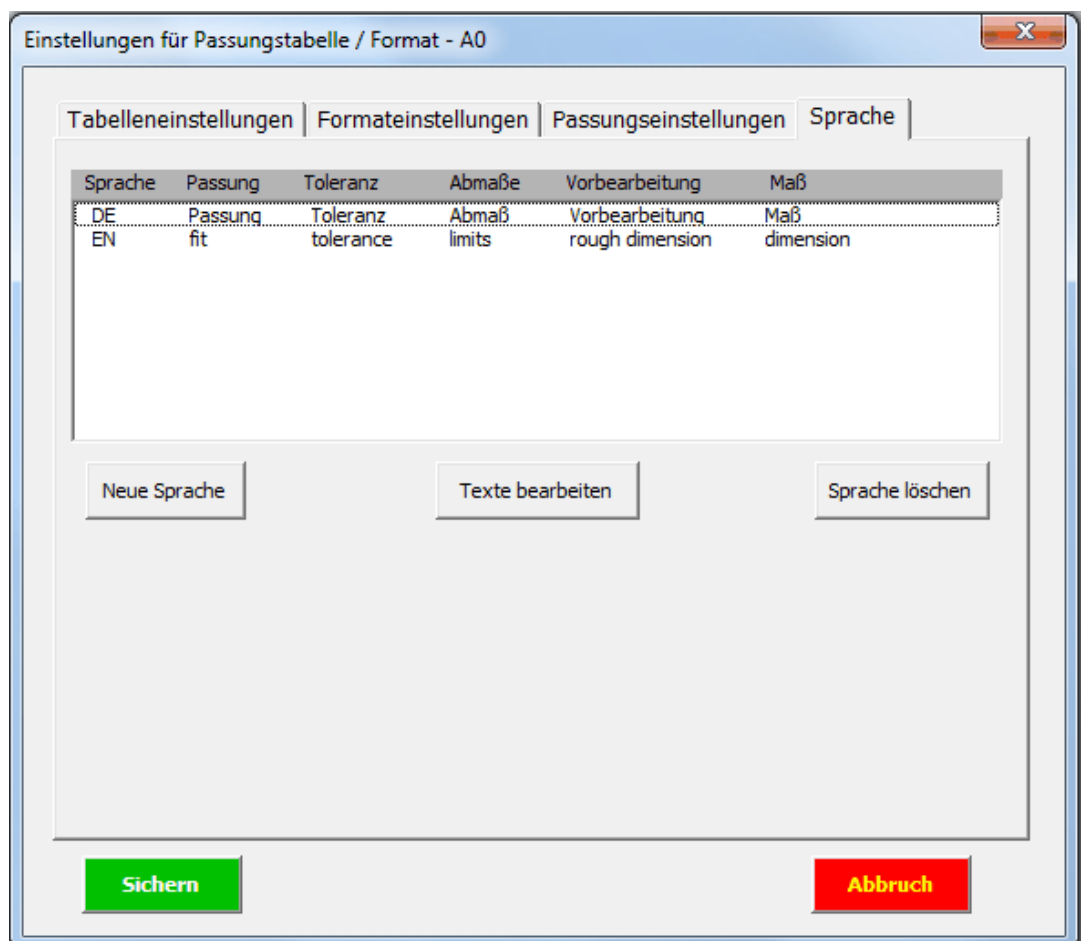 Einstellungen für Passungstabelle / Format - A0
Tabelleneinstellungen Formateinstellungen Passungseinstellungen Sprache
Sprache Passung Toleranz Abmaße Vorbearbeitung Maß
DE Passung Toleranz Abmaß Vorbearbeitung Maß
EN fit tolerance limits rough dimension dimension
Neue Sprache Texte bearbeiten Sprache löschen
Sichern Abbruch